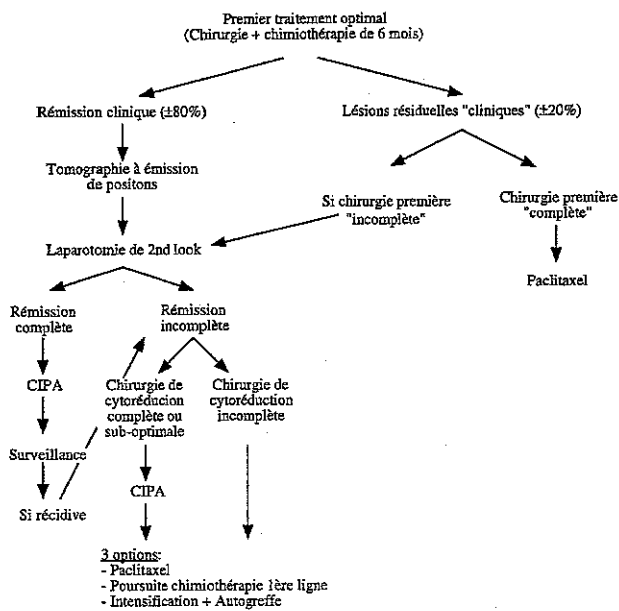 Premier traitement optimal
(Chirurgie + chimiothérapie de 6 mois)
Rémission clinique (±80%)
Lésions résiduelles "cliniques" (±20%)
Tomographie à émission
de positons
Si chirurgie première
"incomplète"
Chirurgie première
"complète"
Laparotomie de 2nd look
Paclitaxel
Rémission
complète
Rémission
incomplète
CIPA
Chirurgie de
cytoréducion
complète ou
sub-optimale
Chirurgie de
cytoréduction
incomplète
Surveillance
CIPA
Si récidive
3 options:
- Paclitaxel
- Poursuite chimiothérapie 1ère ligne
- Intensification + Autogreffe